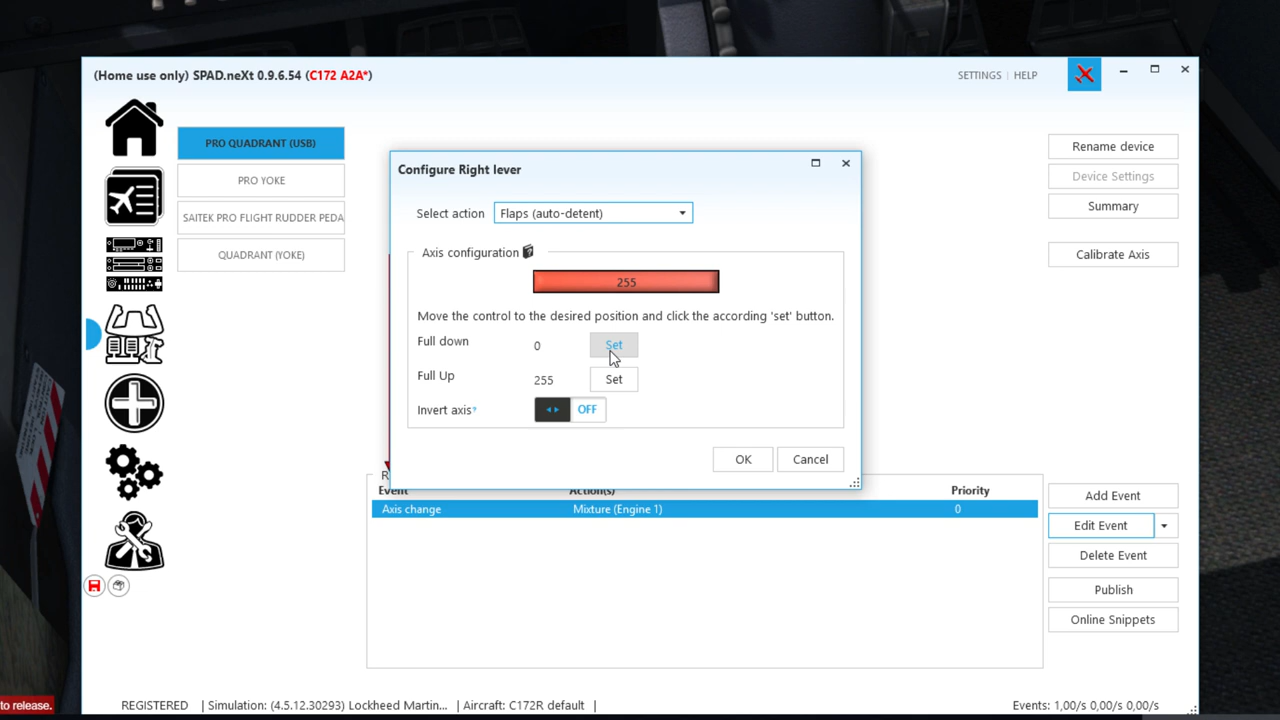 (Home use only) SPAD.neXt 0.9.6.54 (C172 A2A*)
SETTINGS | HELP
PRO QUADRANT (USB)
PRO YOKE
SAITEK PRO FLIGHT RUDDER PEDA
QUADRANT (YOKE)
Rename device
Device Settings
Summary
Calibrate Axis
Configure Right lever
Select action Flaps (auto-detent)
Axis configuration
255
Move the control to the desired position and click the according 'set' button.
Full down 0 Set
Full Up 255 Set
Invert axis? OFF
OK Cancel
R
Event Action(s) Priority
Axis change Mixture (Engine 1) 0
Add Event
Edit Event
Delete Event
Publish
Online Snippets
to release.
REGISTERED | Simulation: (4.5.12.30293) Lockheed Martin... | Aircraft: C172R default | Events: 1,00/s 0,00/s 0,00/s